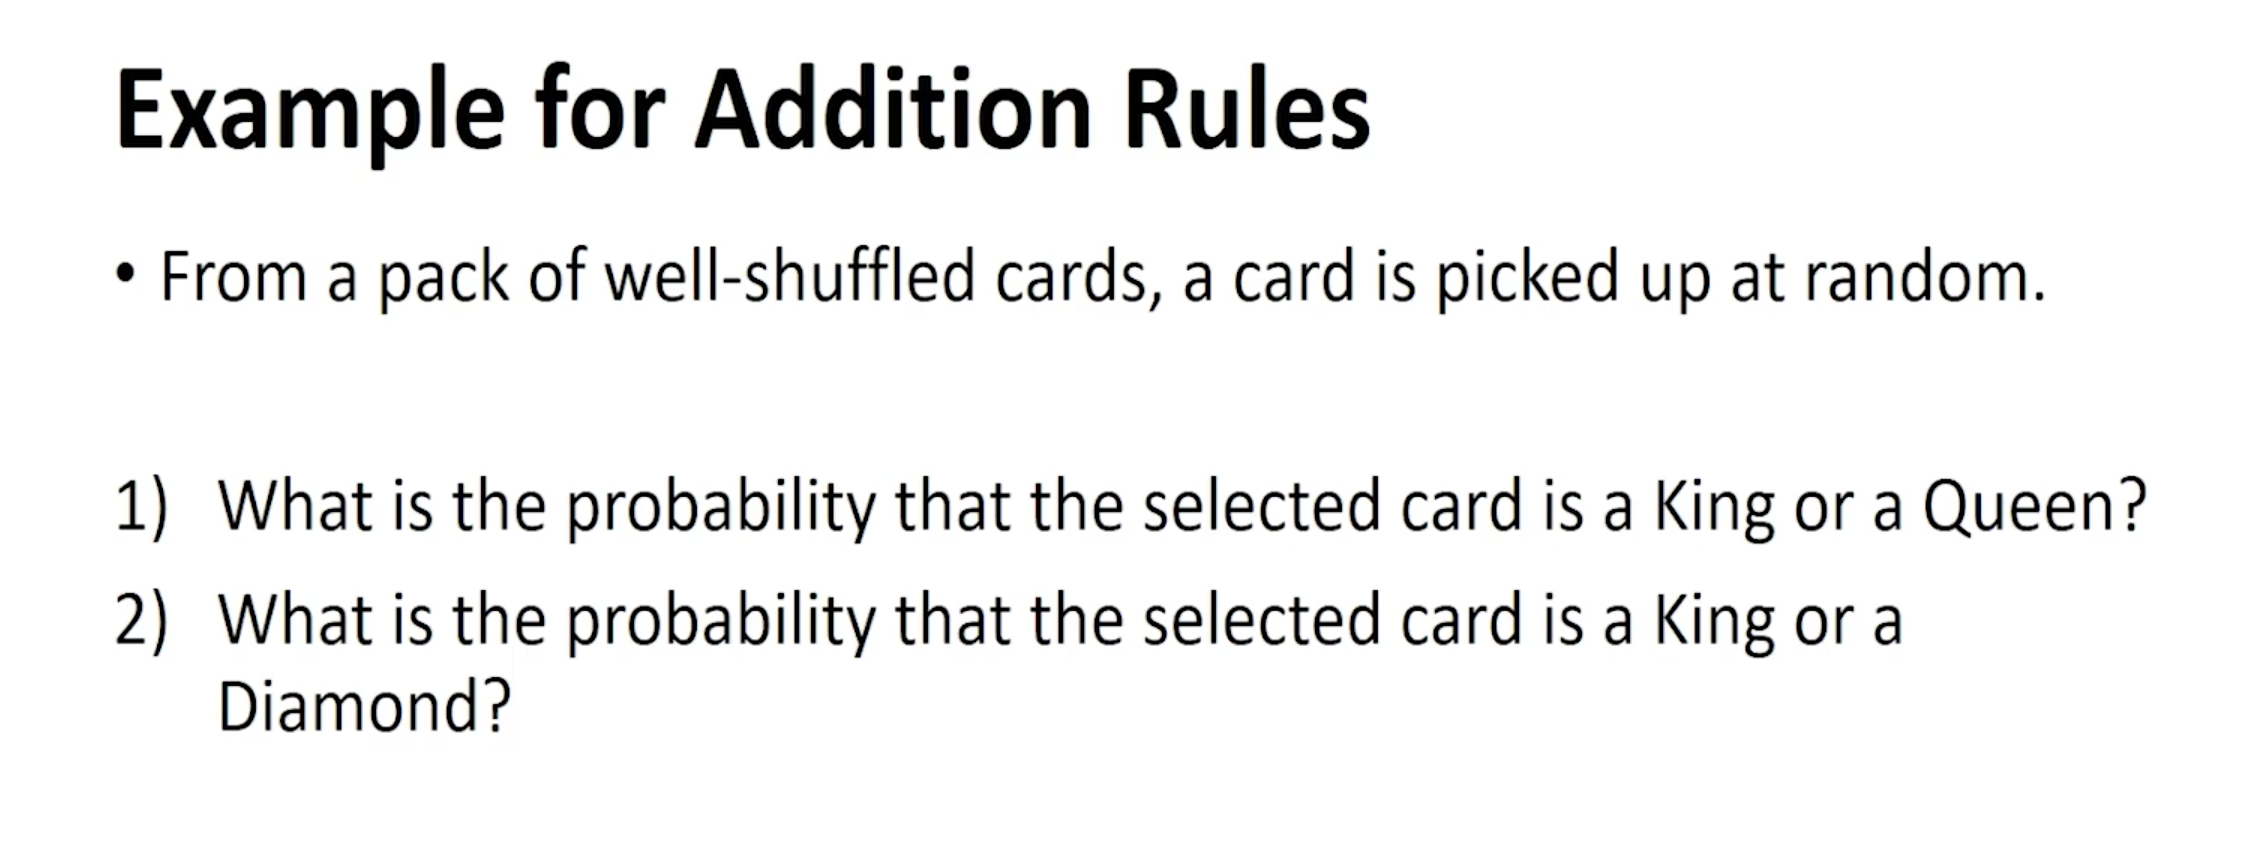 Example for Addition Rules
• From a pack of well-shuffled cards, a card is picked up at random.
1) What is the probability that the selected card is a King or a Queen?
2) What is the probability that the selected card is a King or a
Diamond?